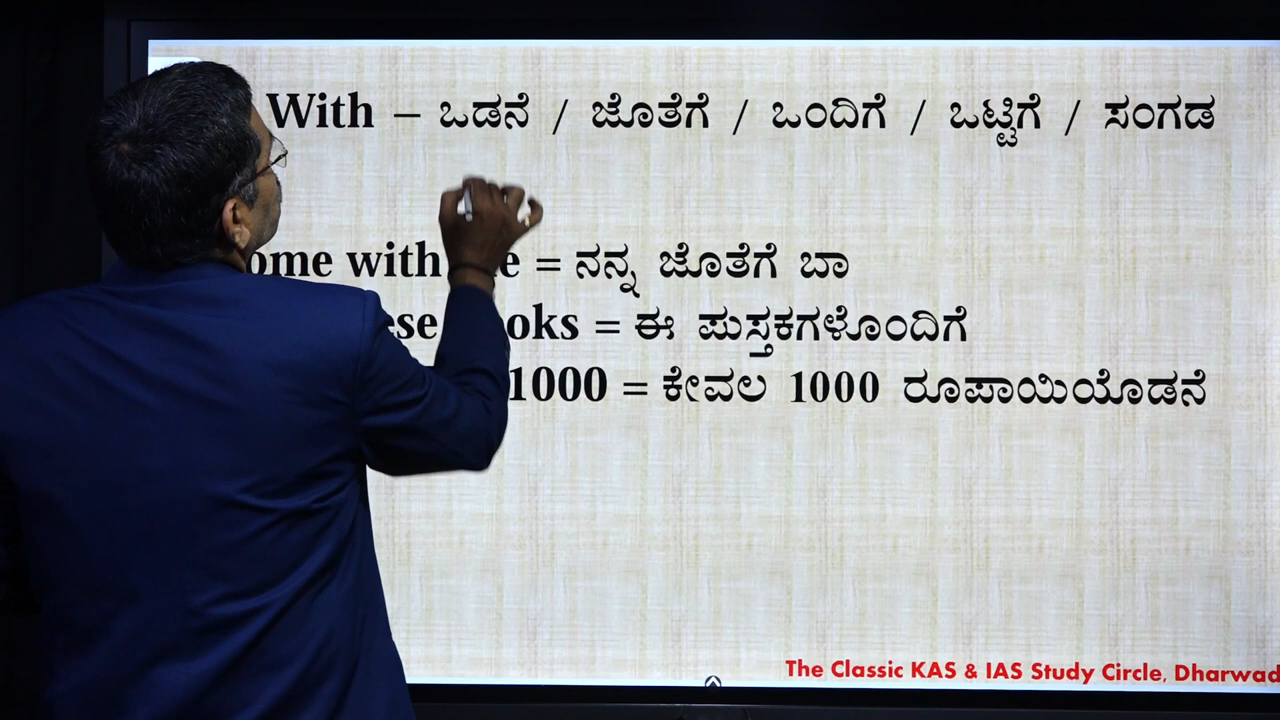 With – ಒಡನೆ / ಜೊತೆಗೆ / ಒಂದಿಗೆ / ಒಟ್ಟಿಗೆ / ಸಂಗಡ
with = ನನ್ನ ಜೊತೆಗೆ ಬಾ
= ಈ ಪುಸ್ತಕಗಳೊಂದಿಗೆ
1000 = ಕೇವಲ 1000 ರೂಪಾಯಿಯೊಡನೆ
The Classic KAS & IAS Study Circle, Dharwad